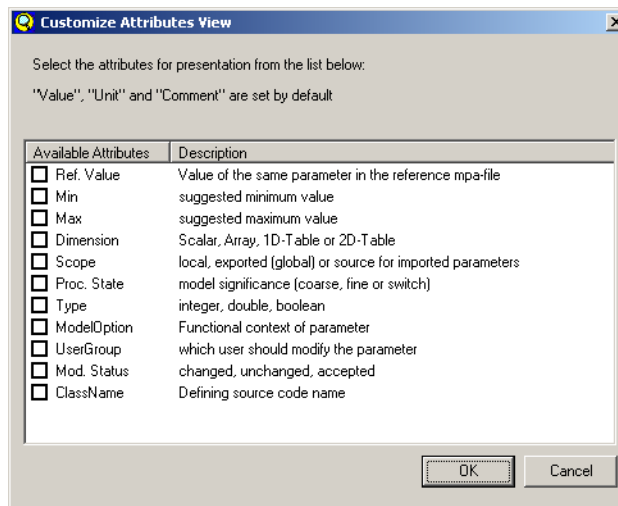 Customize Attributes View
Select the attributes for presentation from the list below:
"Value", "Unit" and "Comment" are set by default
Available Attributes Description
Ref. Value Value of the same parameter in the reference mpa-file
Min suggested minimum value
Max suggested maximum value
Dimension Scalar, Array, 1D-Table or 2D-Table
Scope local, exported (global) or source for imported parameters
Proc. State model significance (coarse, fine or switch)
Type integer, double, boolean
ModelOption Functional context of parameter
UserGroup which user should modify the parameter
Mod. Status changed, unchanged, accepted
ClassName Defining source code name
OK Cancel